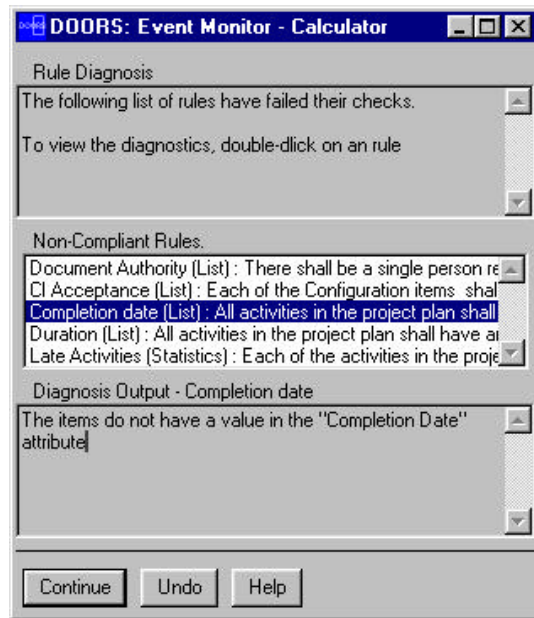 DOORS DOORS: Event Monitor - Calculator
Rule Diagnosis
The following list of rules have failed their checks.
To view the diagnostics, double-dlick on an rule
Non-Compliant Rules.
Document Authority (List) : There shall be a single person re
CI Acceptance (List) : Each of the Configuration items shal
Completion date (List) : All activities in the project plan shall
Duration (List) : All activities in the project plan shall have an
Late Activities (Statistics) : Each of the activities in the proje
Diagnosis Output - Completion date
The items do not have a value in the "Completion Date"
attribute
Continue Undo Help